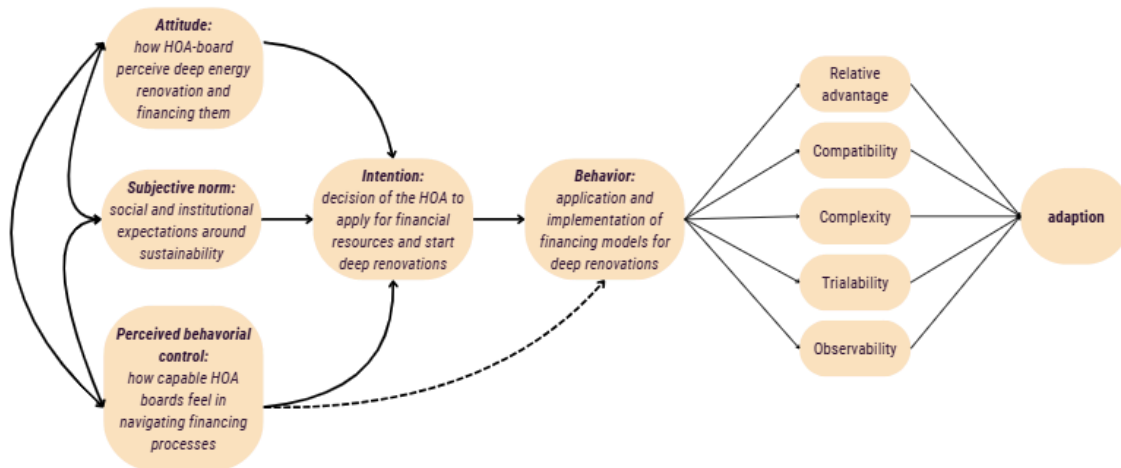 Attitude:
how HOA-board
perceive deep energy
renovation and
financing them
Subjective norm:
social and institutional
expectations around
sustainability
Perceived behavorial
control:
how capable HOA
boards feel in
navigating financing
processes
Intention:
decision of the HOA to
apply for financial
resources and start
deep renovations
Behavior:
application and
implementation of
financing models for
deep renovations
Relative
advantage
Compatibility
Complexity
Trialability
Observability
adaption